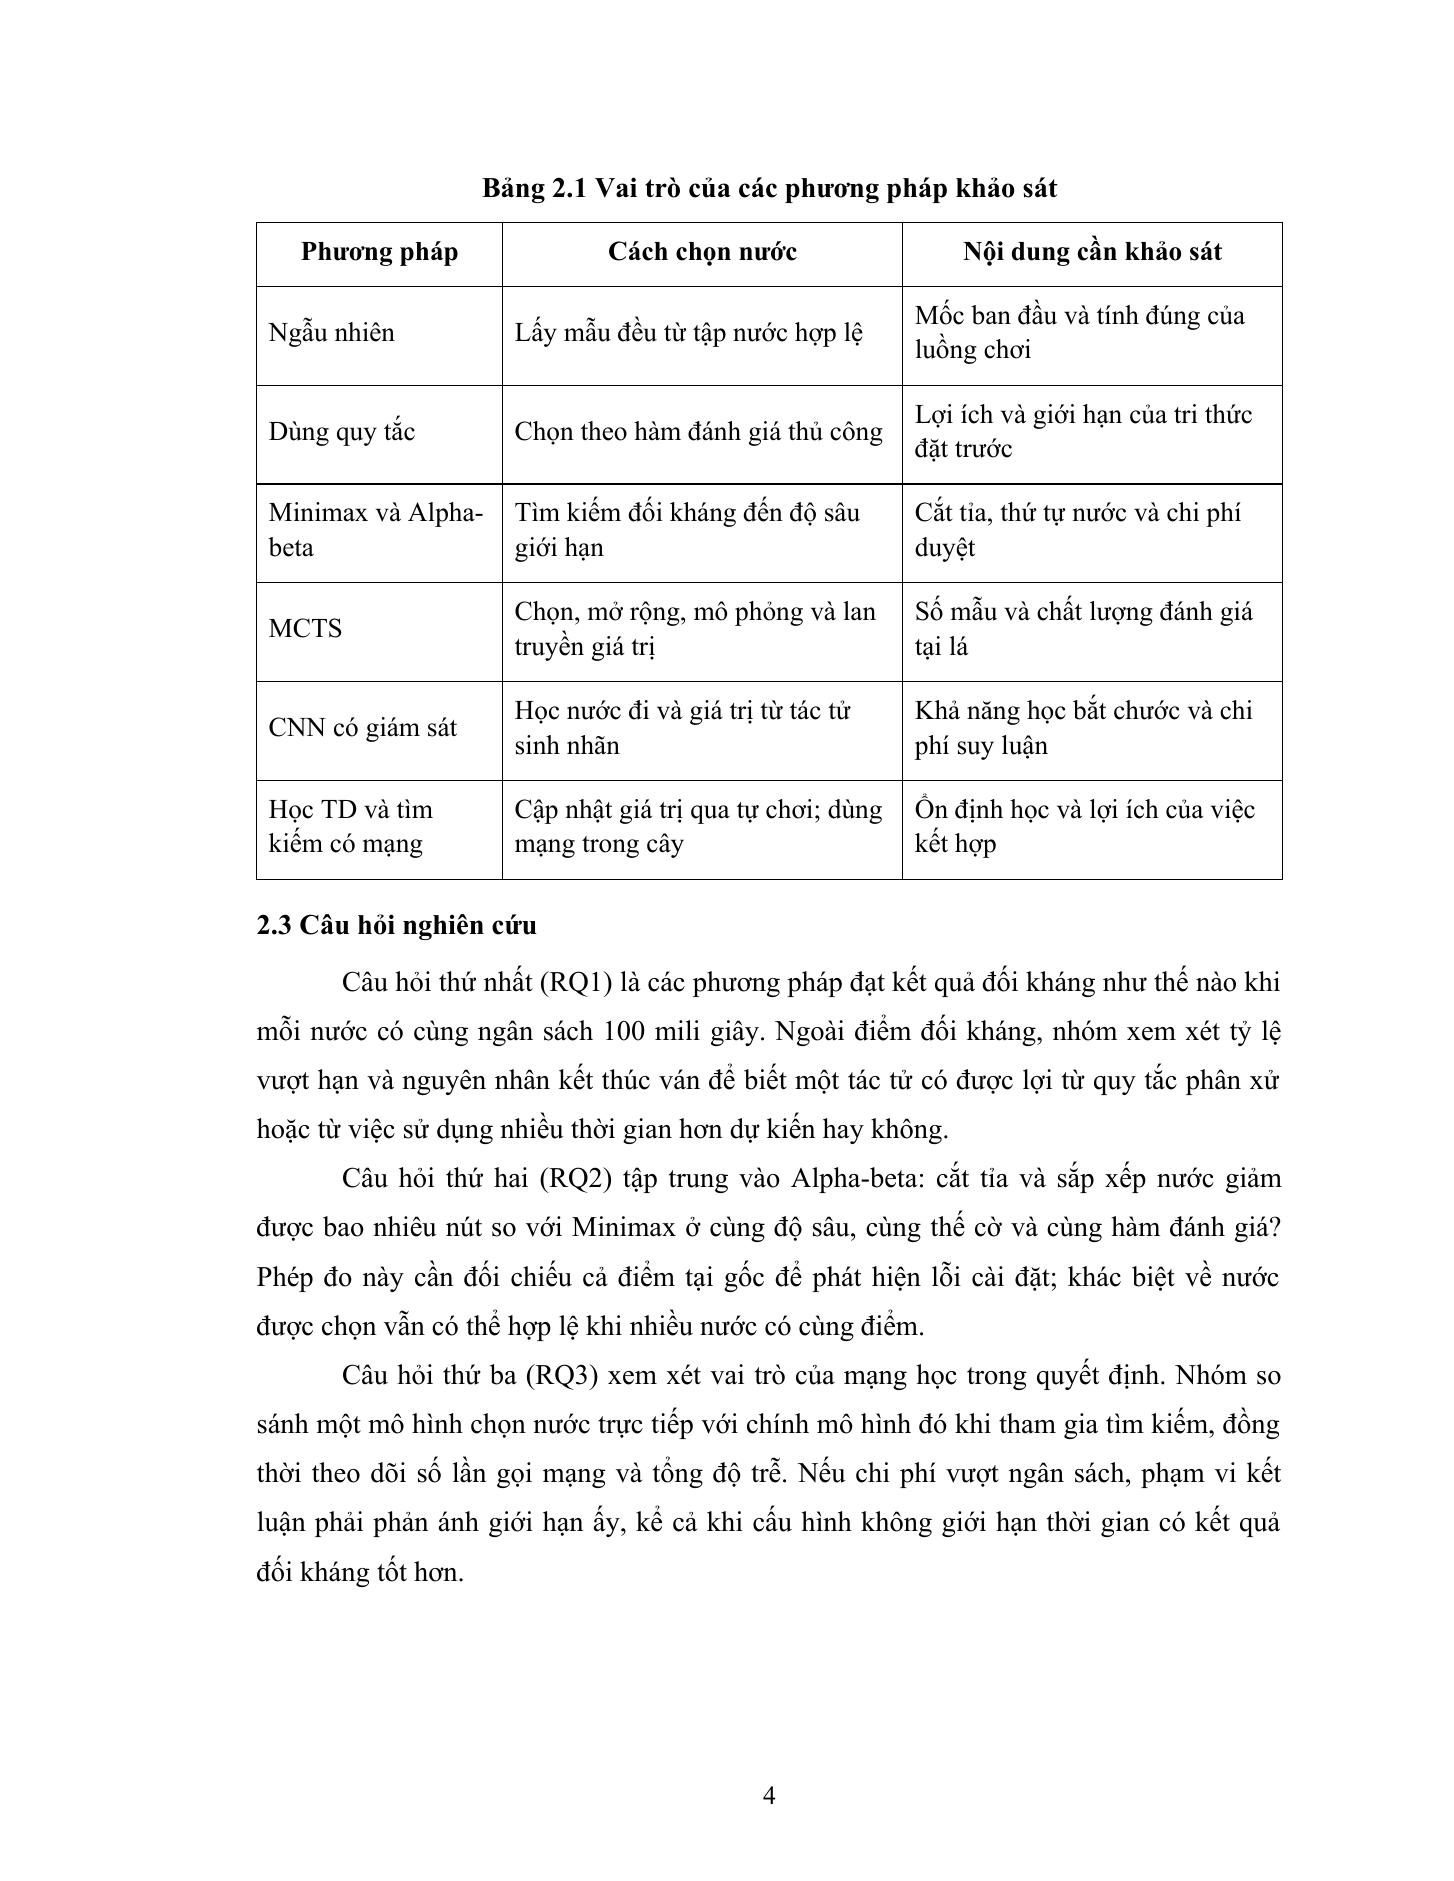 Bảng 2.1 Vai trò của các phương pháp khảo sát
Phương pháp
Cách chọn nước
Nội dung cần khảo sát
Ngẫu nhiên
Lấy mẫu đều từ tập nước hợp lệ
Mốc ban đầu và tính đúng của
luồng chơi
Dùng quy tắc
Chọn theo hàm đánh giá thủ công
Lợi ích và giới hạn của tri thức
đặt trước
Minimax và Alpha-
beta
Tìm kiếm đối kháng đến độ sâu
giới hạn
Cắt tỉa, thứ tự nước và chi phí
duyệt
MCTS
Chọn, mở rộng, mô phỏng và lan
truyền giá trị
Số mẫu và chất lượng đánh giá
tại lá
CNN có giám sát
Học nước đi và giá trị từ tác tử
sinh nhãn
Khả năng học bắt chước và chi
phí suy luận
Học TD và tìm
kiếm có mạng
Cập nhật giá trị qua tự chơi; dùng
mạng trong cây
Ổn định học và lợi ích của việc
kết hợp
2.3 Câu hỏi nghiên cứu
Câu hỏi thứ nhất (RQ1) là các phương pháp đạt kết quả đối kháng như thế nào khi
mỗi nước có cùng ngân sách 100 mili giây. Ngoài điểm đối kháng, nhóm xem xét tỷ lệ
vượt hạn và nguyên nhân kết thúc ván để biết một tác tử có được lợi từ quy tắc phân xử
hoặc từ việc sử dụng nhiều thời gian hơn dự kiến hay không.
Câu hỏi thứ hai (RQ2) tập trung vào Alpha-beta: cắt tỉa và sắp xếp nước giảm
được bao nhiêu nút so với Minimax ở cùng độ sâu, cùng thế cờ và cùng hàm đánh giá?
Phép đo này cần đối chiếu cả điểm tại gốc để phát hiện lỗi cài đặt; khác biệt về nước
được chọn vẫn có thể hợp lệ khi nhiều nước có cùng điểm.
Câu hỏi thứ ba (RQ3) xem xét vai trò của mạng học trong quyết định. Nhóm so
sánh một mô hình chọn nước trực tiếp với chính mô hình đó khi tham gia tìm kiếm, đồng
thời theo dõi số lần gọi mạng và tổng độ trễ. Nếu chi phí vượt ngân sách, phạm vi kết
luận phải phản ánh giới hạn ấy, kể cả khi cấu hình không giới hạn thời gian có kết quả
đối kháng tốt hơn.
4